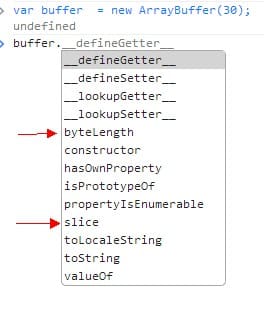 > var buffer  = new ArrayBuffer(30);
undefined
> buffer.__defineGetter__
__defineGetter__
__defineSetter__
__lookupGetter__
__lookupSetter__
byteLength
constructor
hasOwnProperty
isPrototypeOf
propertyIsEnumerable
slice
toLocaleString
toString
valueOf